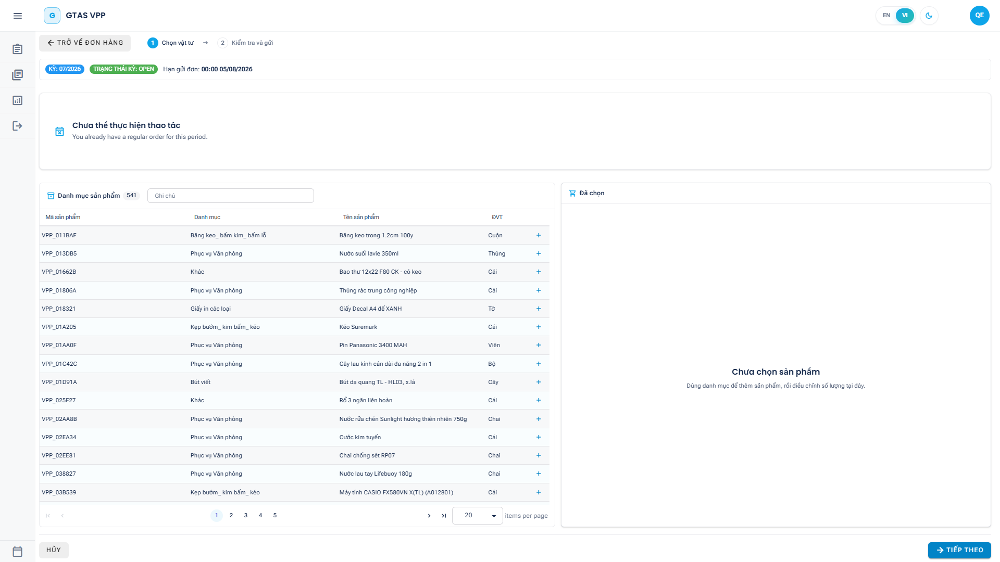 G GTAS VPP
EN VI
QE
TRỞ VỀ ĐƠN HÀNG
1 Chọn vật tư → 2 Kiểm tra và gửi
KỲ: 07/2026 TRẠNG THÁI KỲ: OPEN Hạn gửi đơn: 00:00 05/08/2026
Chưa thể thực hiện thao tác
You already have a regular order for this period.
Danh mục sản phẩm 541 Ghi chú
Mã sản phẩm Danh mục Tên sản phẩm ĐVT
VPP_011BAF Băng keo_ bấm kim_ bấm lỗ Băng keo trong 1.2cm 100y Cuộn +
VPP_013DB5 Phục vụ Văn phòng Nước suối lavie 350ml Thùng +
VPP_01662B Khác Bao thư 12x22 F80 CK - có keo Cái +
VPP_01806A Phục vụ Văn phòng Thùng rác trung công nghiệp Cái +
VPP_018321 Giấy in các loại Giấy Decal A4 đế XANH Tờ +
VPP_01A205 Kẹp bướm_ kim bấm_ kéo Kéo Suremark Cái +
VPP_01AA0F Phục vụ Văn phòng Pin Panasonic 3400 MAH Viên +
VPP_01C42C Phục vụ Văn phòng Cây lau kính cán dài đa năng 2 in 1 Bộ +
VPP_01D91A Bút viết Bút dạ quang TL - HL03, x.lá Cây +
VPP_025F27 Khác Rổ 3 ngăn liên hoàn Cái +
VPP_02AA8B Phục vụ Văn phòng Nước rửa chén Sunlight hương thiên nhiên 750g Chai +
VPP_02EA34 Phục vụ Văn phòng Cước kim tuyến Cái +
VPP_02EE81 Phục vụ Văn phòng Chai chống sét RP07 Chai +
VPP_038827 Phục vụ Văn phòng Nước lau tay Lifebuoy 180g Chai +
VPP_03B539 Kẹp bướm_ kim bấm_ kéo Máy tính CASIO FX580VN X(TL) (A012801) Cái +
1 2 3 4 5 20 items per page
Đã chọn
Chưa chọn sản phẩm
Dùng danh mục để thêm sản phẩm, rồi điều chỉnh số lượng tại đây.
HỦY
TIẾP THEO